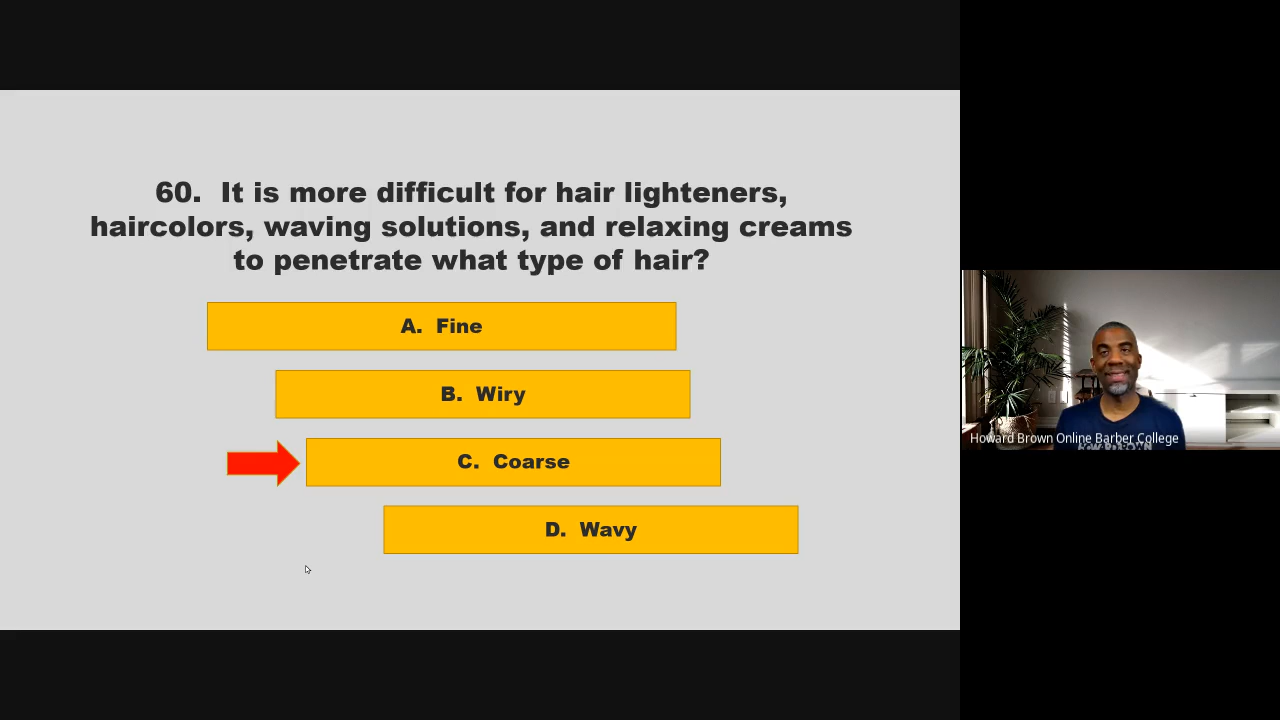 60. It is more difficult for hair lighteners,
haircolors, waving solutions, and relaxing creams
to penetrate what type of hair?
A. Fine
B. Wiry
C. Coarse
D. Wavy
Howard Brown Online Barber College